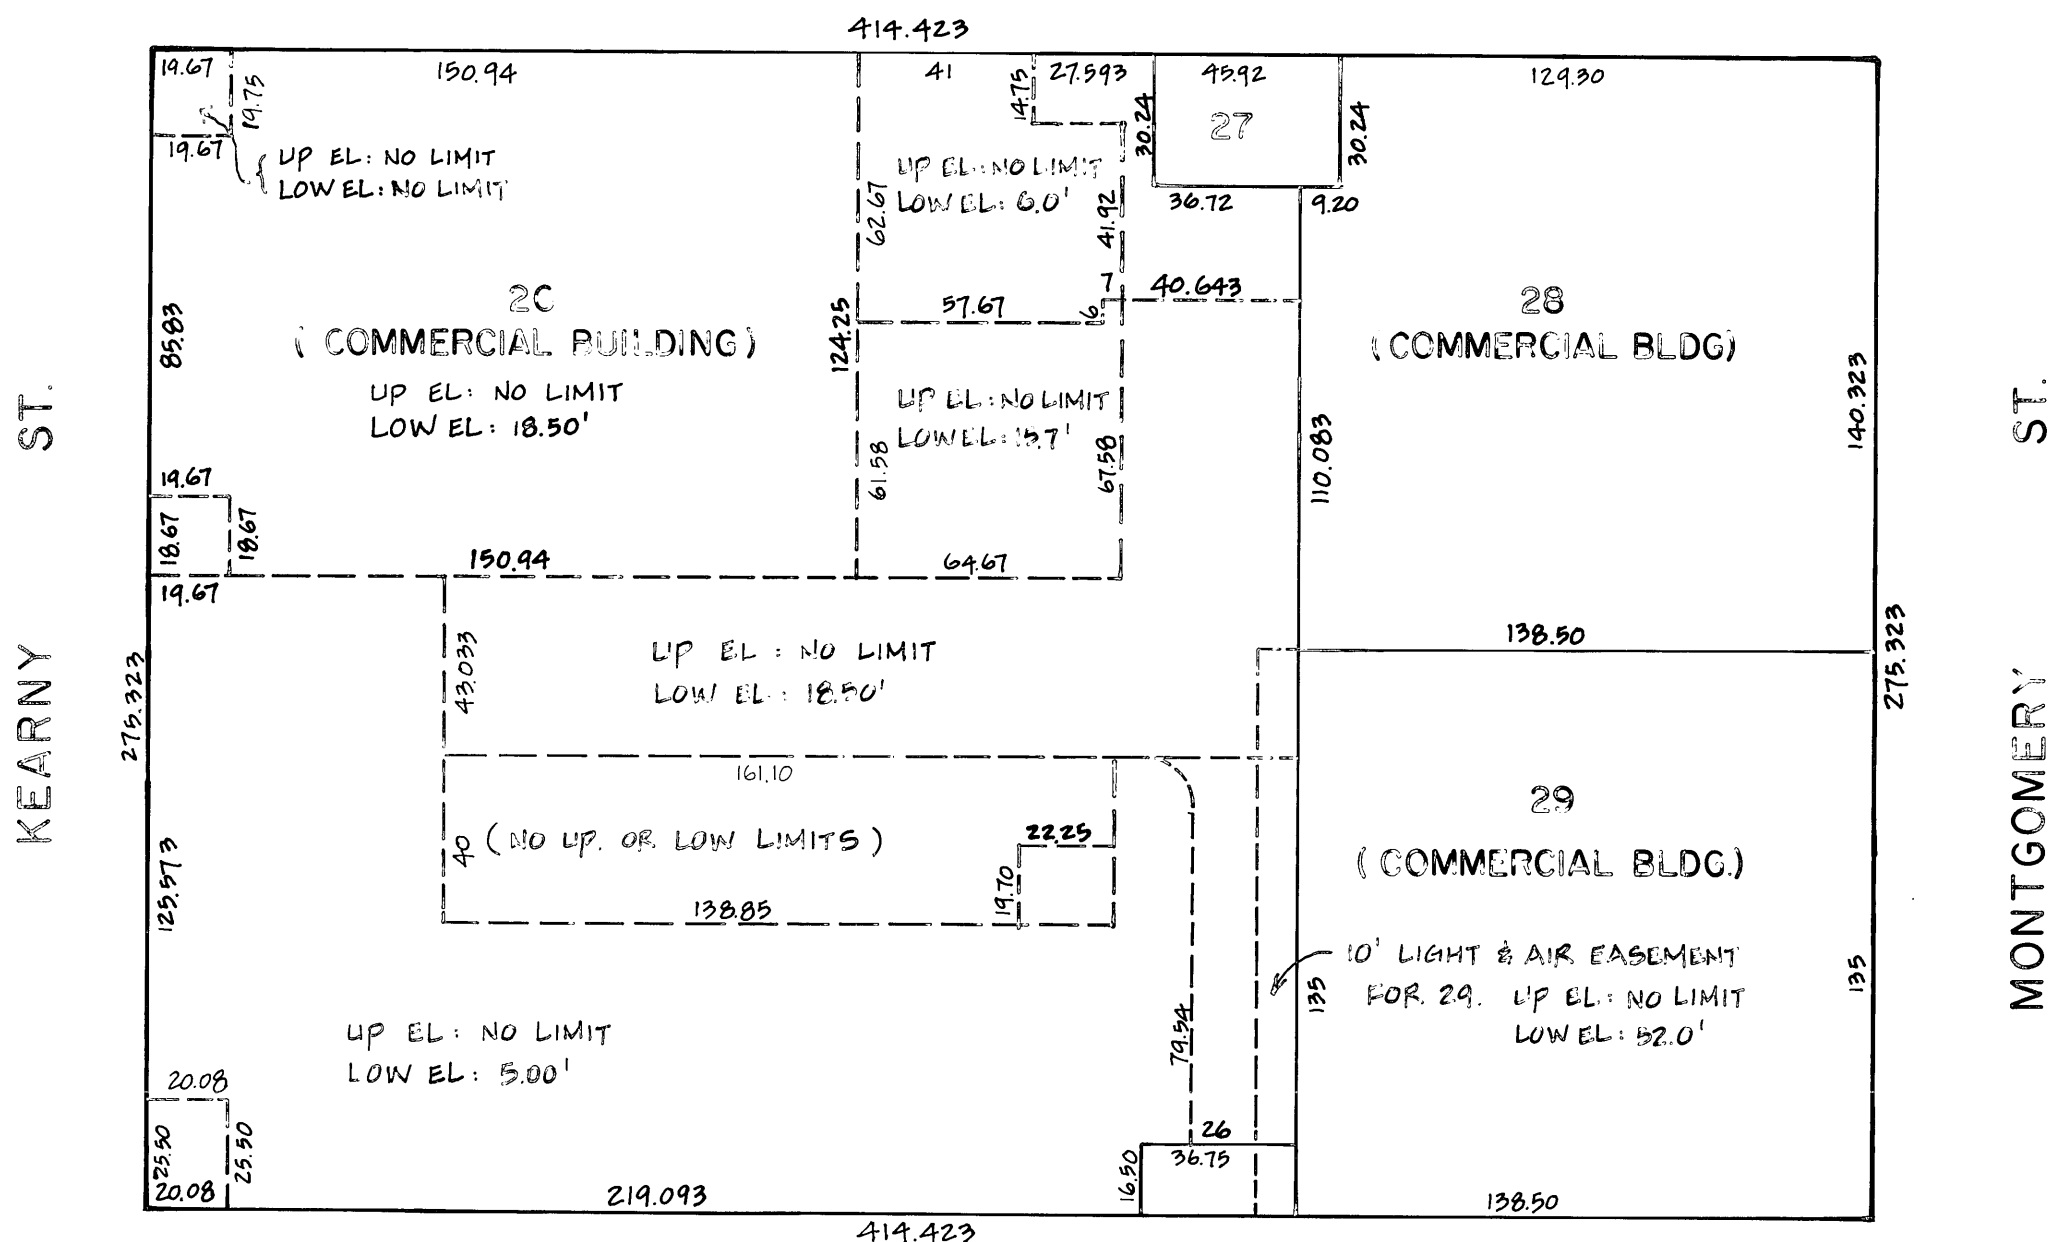 414.423
19.67
150.94
41
27.593
45.92
129.30
19.75
14.75
30.24
27
30.24
19.67
UP EL: NO LIMIT
LOW EL: NO LIMIT
UP EL: NO LIMIT
LOW EL: 6.0'
62.67
41.92
36.72
9.20
7
40.643
57.67
6
2C
(COMMERCIAL BUILDING)
UP EL: NO LIMIT
LOW EL: 18.50'
85.83
124.25
28
(COMMERCIAL BLDG)
140.323
UP EL: NO LIMIT
LOW EL: 15.7'
61.58
67.58
110.083
19.67
18.67
18.67
150.94
64.67
19.67
KEARNY ST.
MONTGOMERY ST.
275.323
43.033
UP EL: NO LIMIT
LOW EL: 18.50'
138.50
275.323
161.10
40
(NO UP. OR LOW LIMITS)
22.25
19.70
138.85
125.573
29
(COMMERCIAL BLDG.)
10' LIGHT & AIR EASEMENT
FOR 29. UP EL: NO LIMIT
LOW EL: 52.0'
135
135
79.54
UP EL: NO LIMIT
LOW EL: 5.00'
20.08
25.50
25.50
20.08
219.093
16.50
26
36.75
138.50
414.423